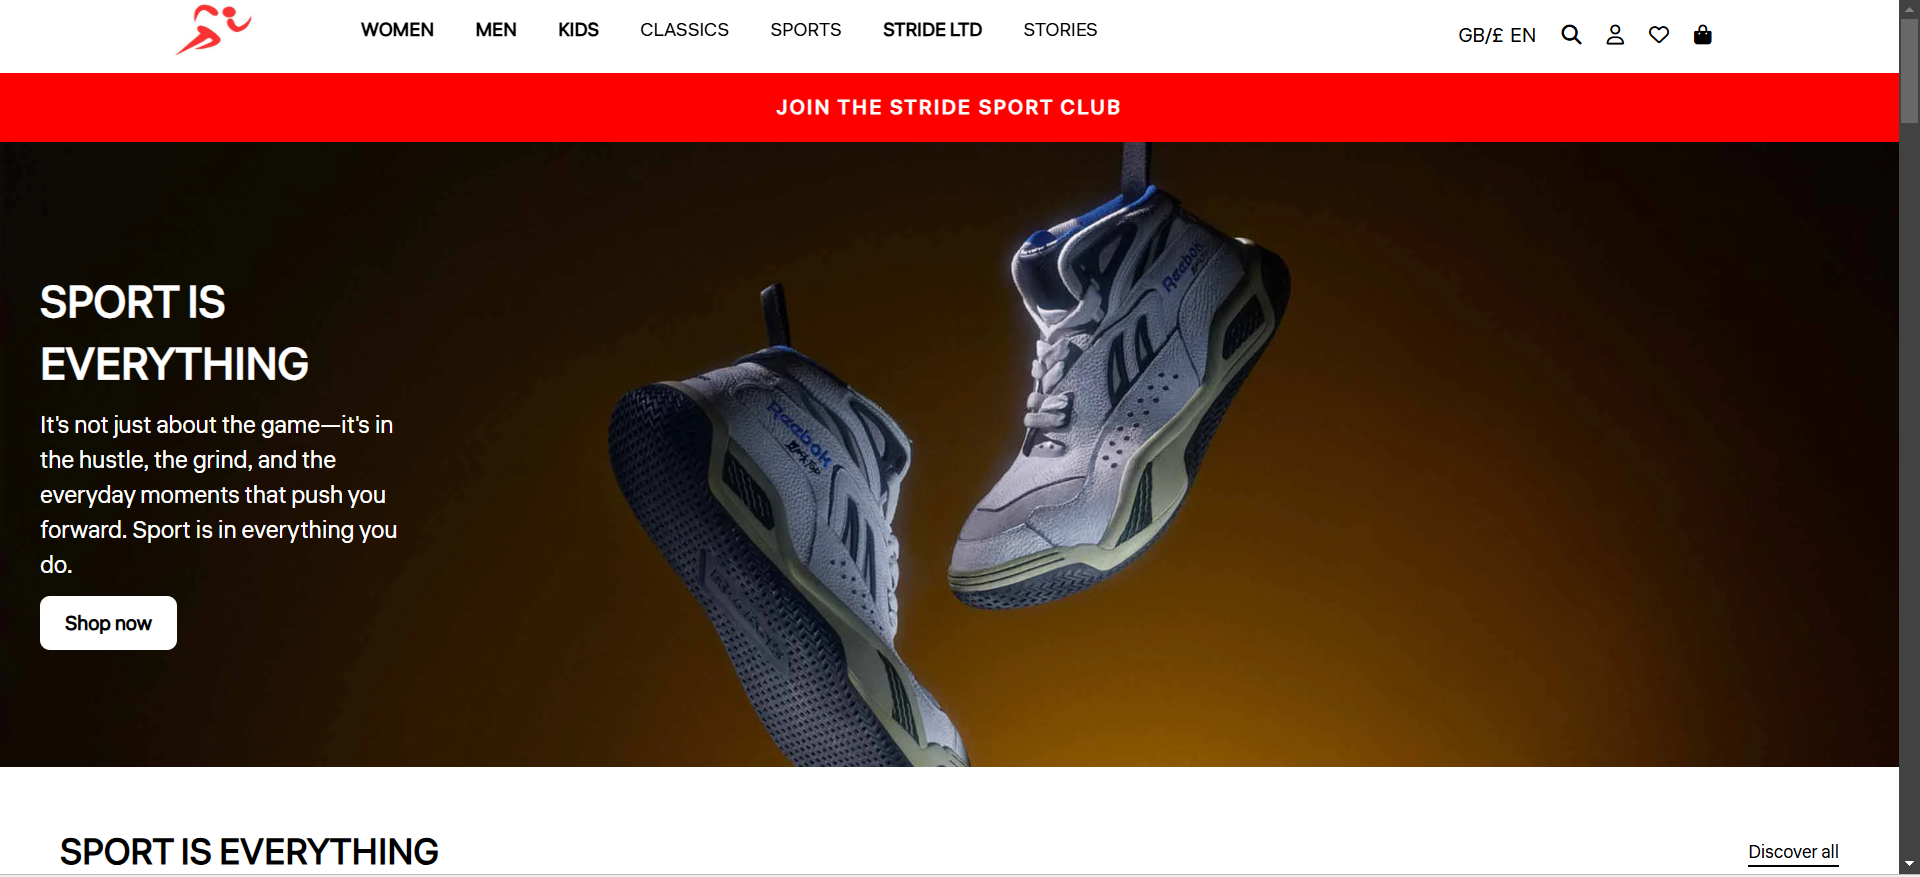 WOMEN MEN KIDS CLASSICS SPORTS STRIDE LTD STORIES GB/£ EN
JOIN THE STRIDE SPORT CLUB
SPORT IS
EVERYTHING
It's not just about the game—it's in
the hustle, the grind, and the
everyday moments that push you
forward. Sport is in everything you
do.
Shop now
Reebok
Reebok
SPORT IS EVERYTHING
Discover all